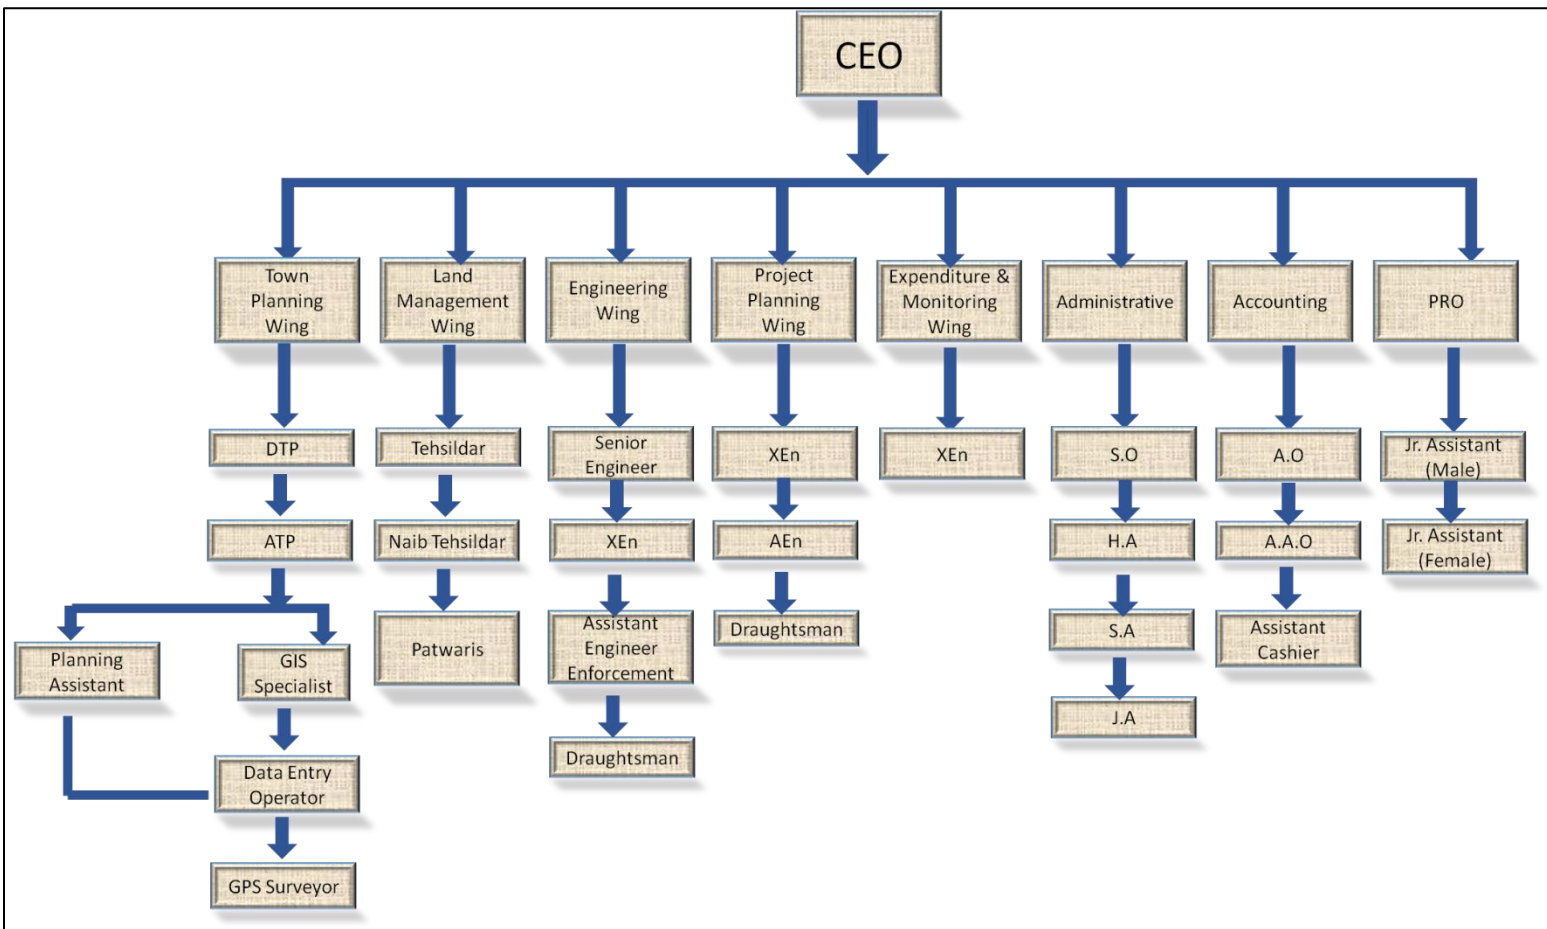 CEO
Town
Planning
Wing
Land
Management
Wing
Engineering
Wing
Project
Planning
Wing
Expenditure &
Monitoring
Wing
Administrative
Accounting
PRO
DTP
Tehsildar
Senior
Engineer
XEn
XEn
S.O
A.O
Jr. Assistant
(Male)
ATP
Naib Tehsildar
XEn
AEn
H.A
A.A.O
Jr. Assistant
(Female)
Planning
Assistant
GIS
Specialist
Patwaris
Assistant
Engineer
Enforcement
Draughtsman
S.A
Assistant
Cashier
J.A
Data Entry
Operator
Draughtsman
GPS Surveyor